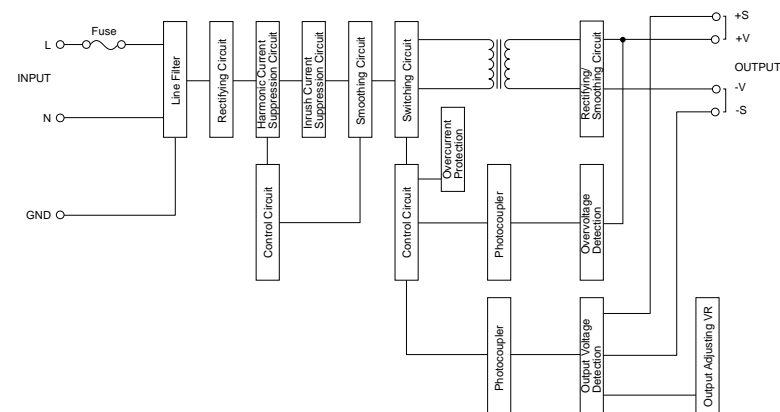 Fuse
L
INPUT
N
GND
Line Filter
Rectifying Circuit
Harmonic Current
Suppression Circuit
Inrush Current
Suppression Circuit
Smoothing Circuit
Switching Circuit
Rectifying/
Smoothing Circuit
+S
+V
OUTPUT
-V
-S
Control Circuit
Control Circuit
Overcurrent
Protection
Photocoupler
Overvoltage
Detection
Photocoupler
Output Voltage
Detection
Output Adjusting VR